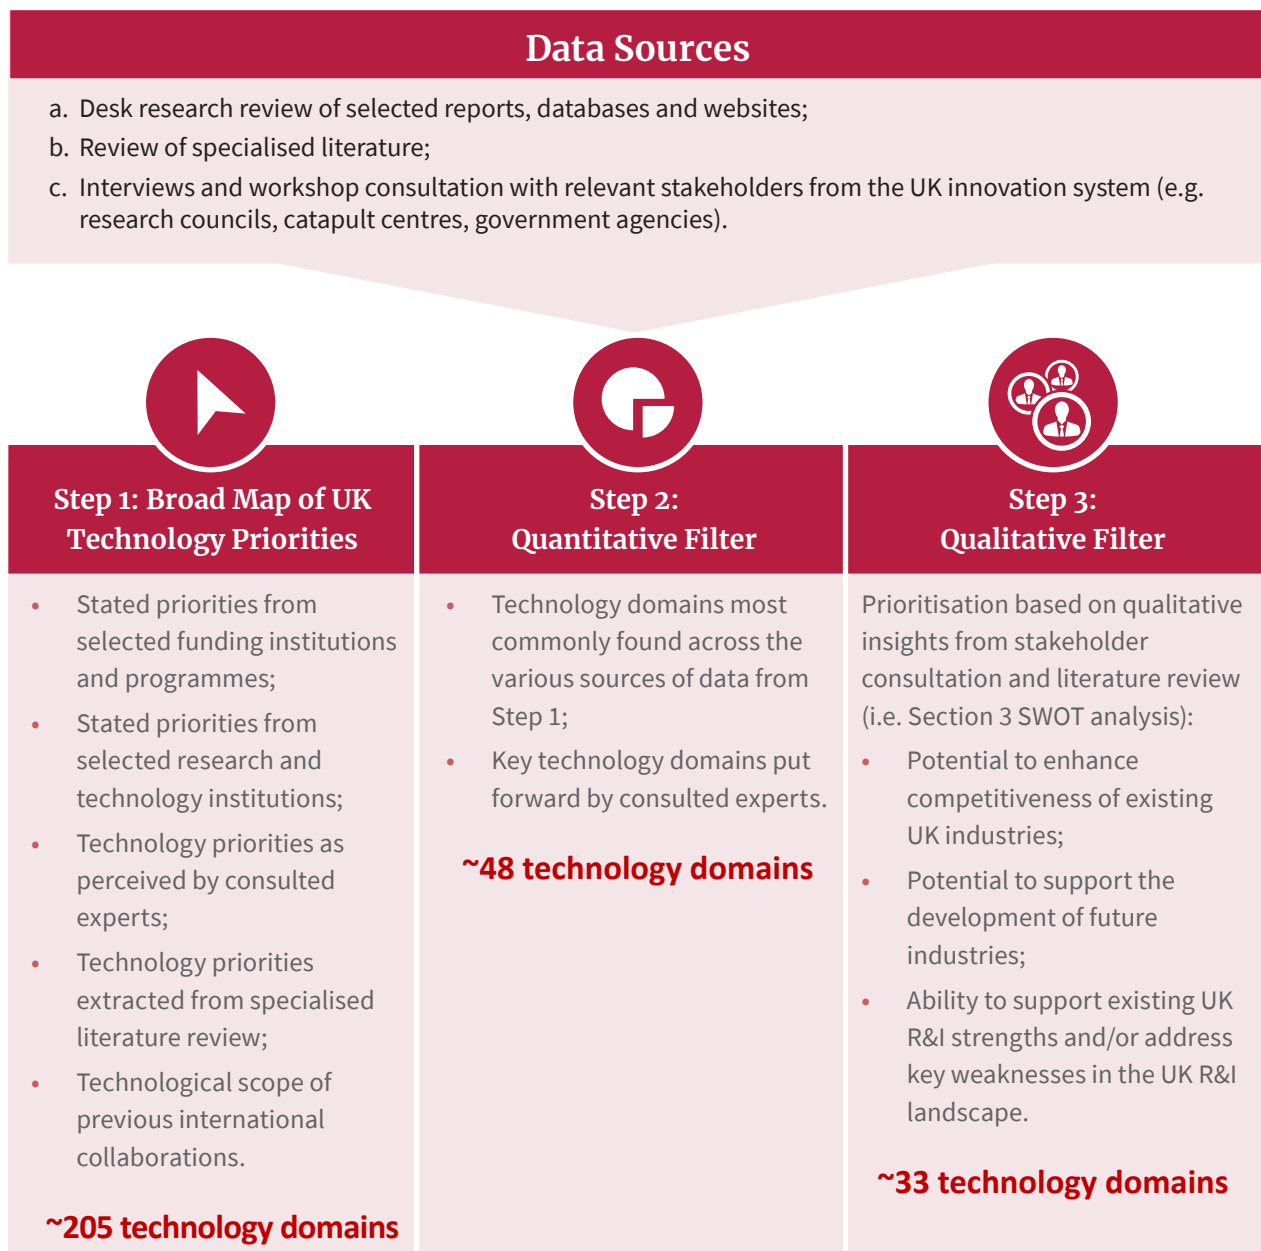 Data Sources
a. Desk research review of selected reports, databases and websites;
b. Review of specialised literature;
c. Interviews and workshop consultation with relevant stakeholders from the UK innovation system (e.g.
research councils, catapult centres, government agencies).
Step 1: Broad Map of UK
Technology Priorities
• Stated priorities from
selected funding institutions
and programmes;
• Stated priorities from
selected research and
technology institutions;
• Technology priorities as
perceived by consulted
experts;
• Technology priorities
extracted from specialised
literature review;
• Technological scope of
previous international
collaborations.
~205 technology domains
Step 2:
Quantitative Filter
• Technology domains most
commonly found across the
various sources of data from
Step 1;
• Key technology domains put
forward by consulted experts.
~48 technology domains
Step 3:
Qualitative Filter
Prioritisation based on qualitative
insights from stakeholder
consultation and literature review
(i.e. Section 3 SWOT analysis):
• Potential to enhance
competitiveness of existing
UK industries;
• Potential to support the
development of future
industries;
• Ability to support existing UK
R&I strengths and/or address
key weaknesses in the UK R&I
landscape.
~33 technology domains